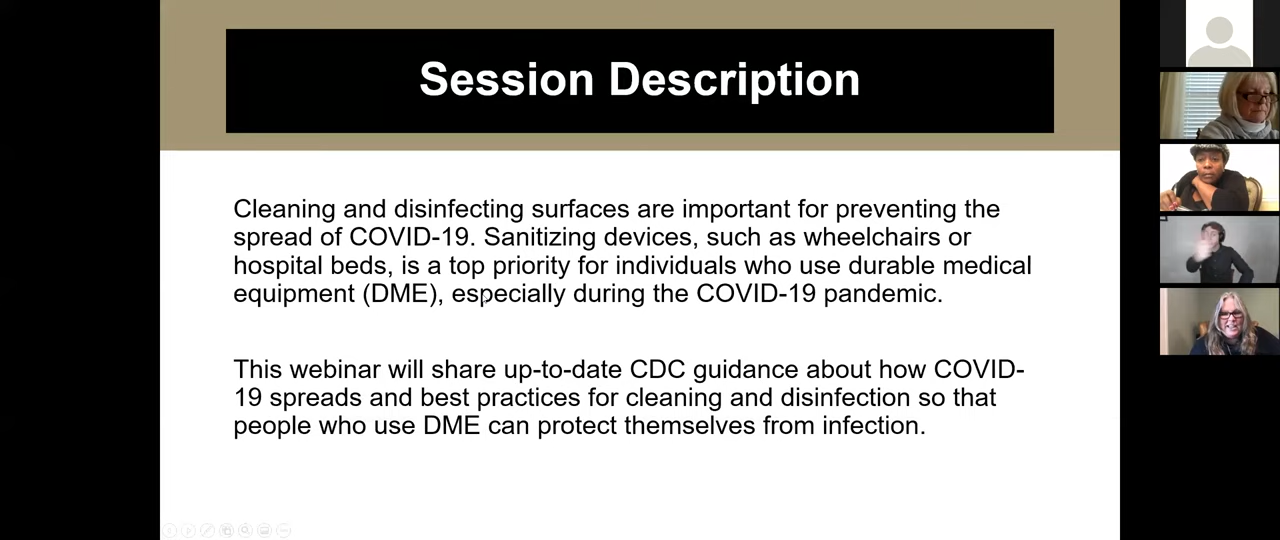 Session Description
Cleaning and disinfecting surfaces are important for preventing the
spread of COVID-19. Sanitizing devices, such as wheelchairs or
hospital beds, is a top priority for individuals who use durable medical
equipment (DME), especially during the COVID-19 pandemic.
This webinar will share up-to-date CDC guidance about how COVID-
19 spreads and best practices for cleaning and disinfection so that
people who use DME can protect themselves from infection.